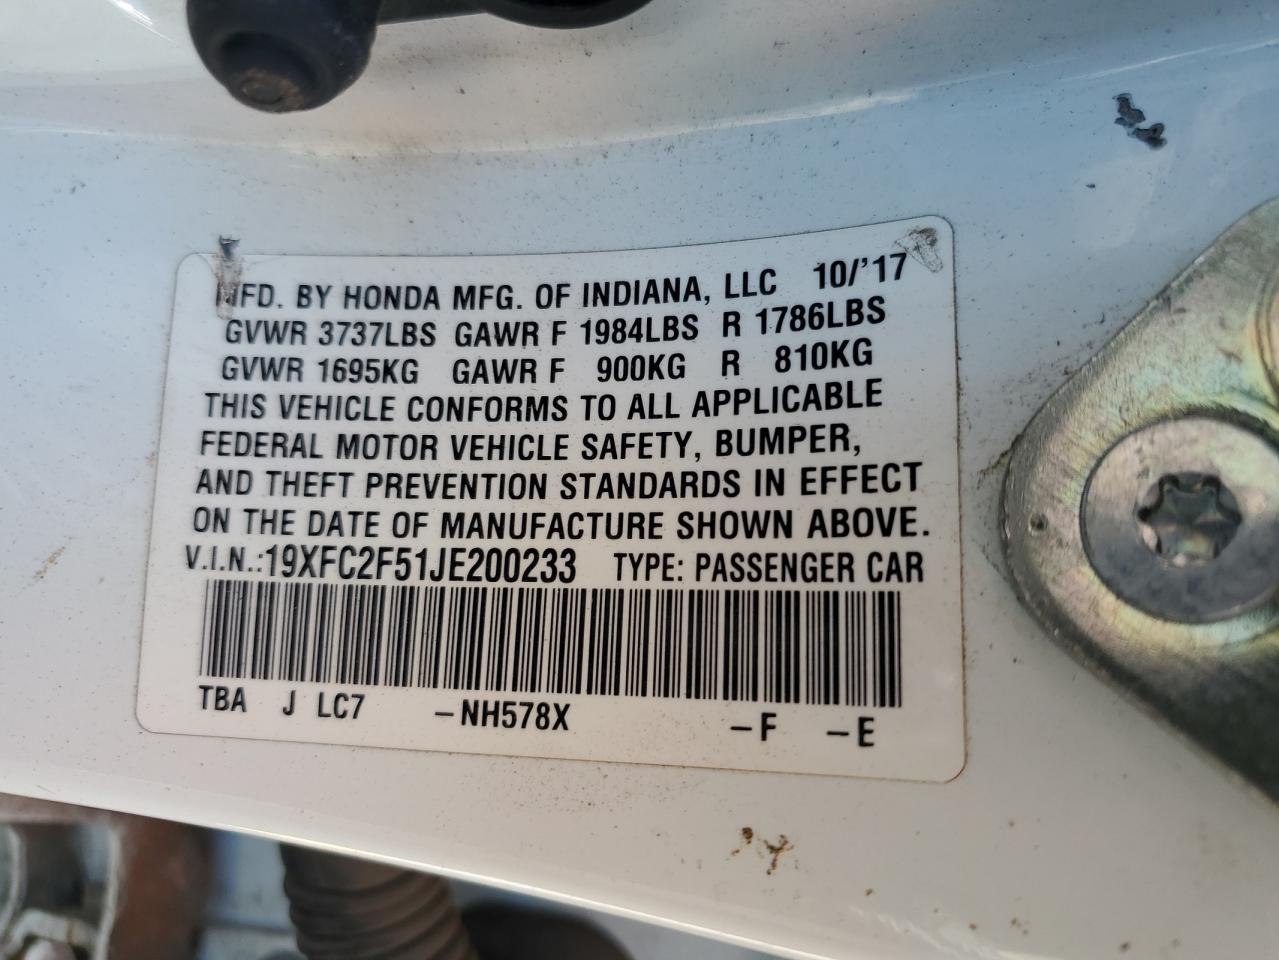 MFD. BY HONDA MFG. OF INDIANA, LLC 10/'17
GVWR 3737LBS GAWR F 1984LBS R 1786LBS
GVWR 1695KG GAWR F 900KG R 810KG
THIS VEHICLE CONFORMS TO ALL APPLICABLE
FEDERAL MOTOR VEHICLE SAFETY, BUMPER,
AND THEFT PREVENTION STANDARDS IN EFFECT
ON THE DATE OF MANUFACTURE SHOWN ABOVE.
V.I.N.:19XFC2F51JE200233 TYPE: PASSENGER CAR
TBA J LC7 -NH578X -F -E